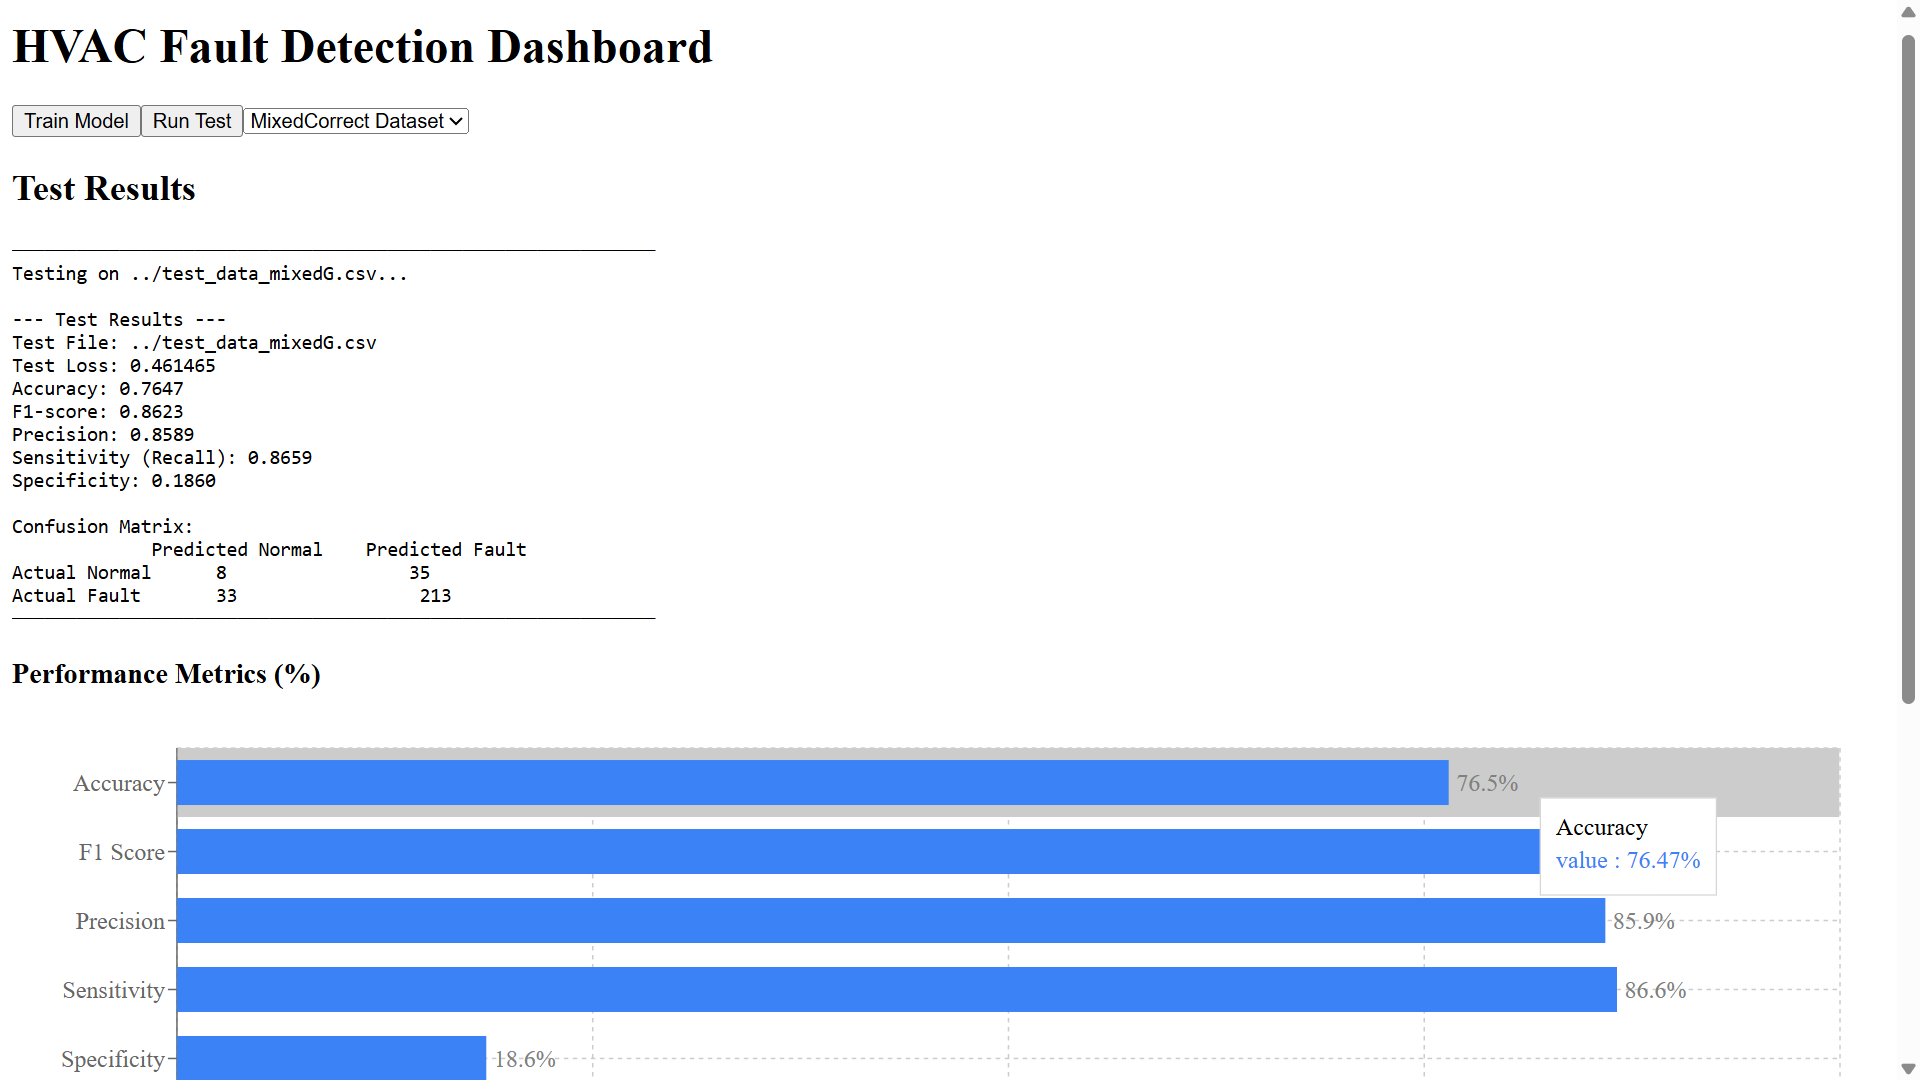 HVAC Fault Detection Dashboard
Train Model Run Test MixedCorrect Dataset
Test Results
Testing on ../test_data_mixedG.csv...
--- Test Results ---
Test File: ../test_data_mixedG.csv
Test Loss: 0.461465
Accuracy: 0.7647
F1-score: 0.8623
Precision: 0.8589
Sensitivity (Recall): 0.8659
Specificity: 0.1860
Confusion Matrix:
Predicted Normal Predicted Fault
Actual Normal 8 35
Actual Fault 33 213
Performance Metrics (%)
Accuracy 76.5%
Accuracy
value : 76.47%
F1 Score
Precision 85.9%
Sensitivity 86.6%
Specificity 18.6%